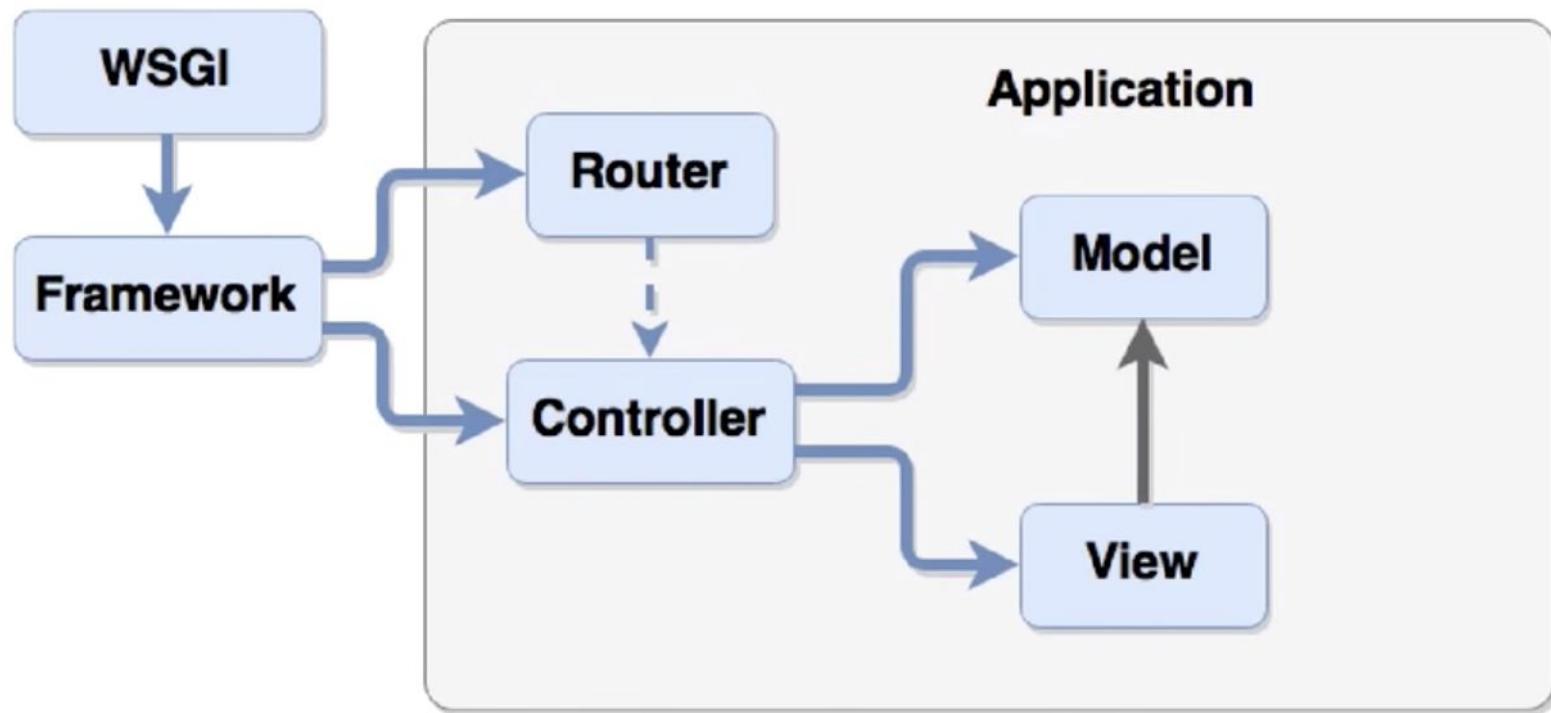 WSGI
Application
Router
Model
Framework
Controller
View